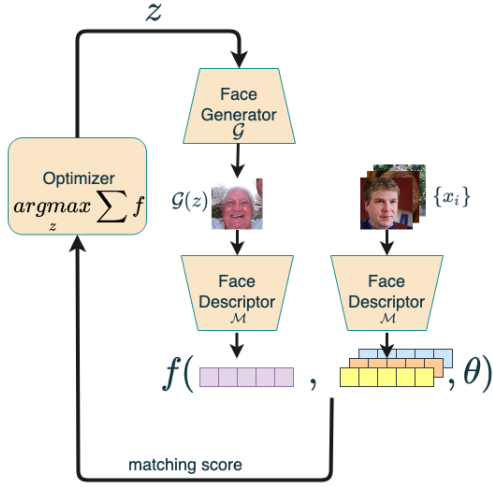 z
Face
Generator
𝒢
Optimizer
argmax ∑ f
z
𝒢(z)
{xᵢ}
Face
Descriptor
ℳ
Face
Descriptor
ℳ
f( , , θ)
matching score